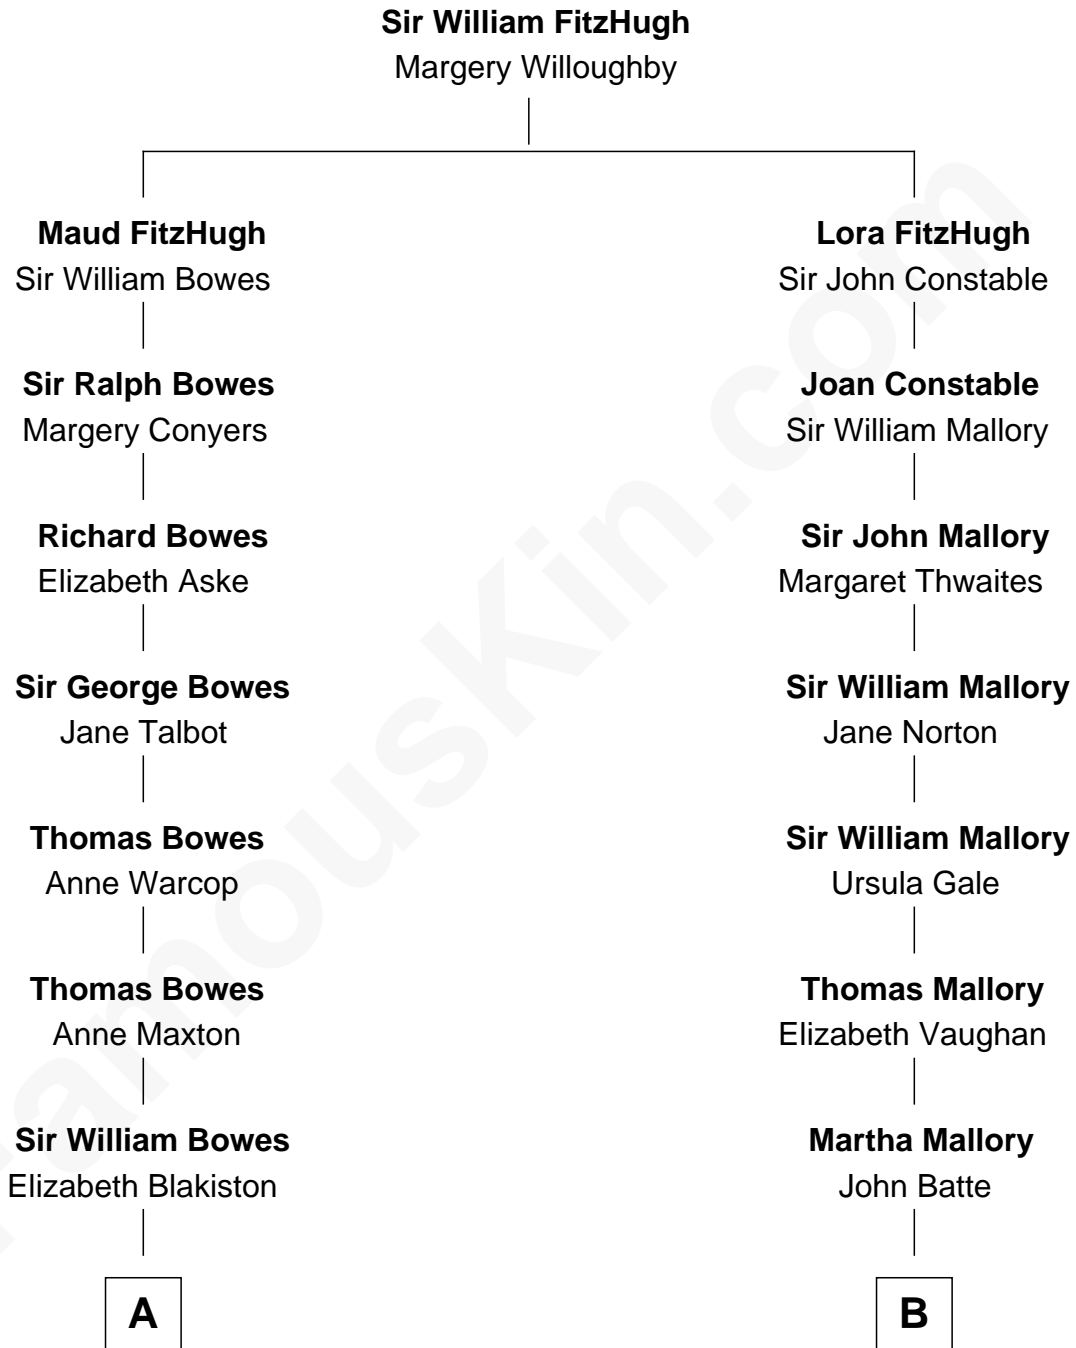 Sir William FitzHugh
Margery Willoughby
Maud FitzHugh
Sir William Bowes
Lora FitzHugh
Sir John Constable
Sir Ralph Bowes
Margery Conyers
Joan Constable
Sir William Mallory
Richard Bowes
Elizabeth Aske
Sir John Mallory
Margaret Thwaites
Sir George Bowes
Jane Talbot
Sir William Mallory
Jane Norton
Thomas Bowes
Anne Warcop
Sir William Mallory
Ursula Gale
Thomas Bowes
Anne Maxton
Thomas Mallory
Elizabeth Vaughan
Sir William Bowes
Elizabeth Blakiston
Martha Mallory
John Batte
A
B
FamousKin.com